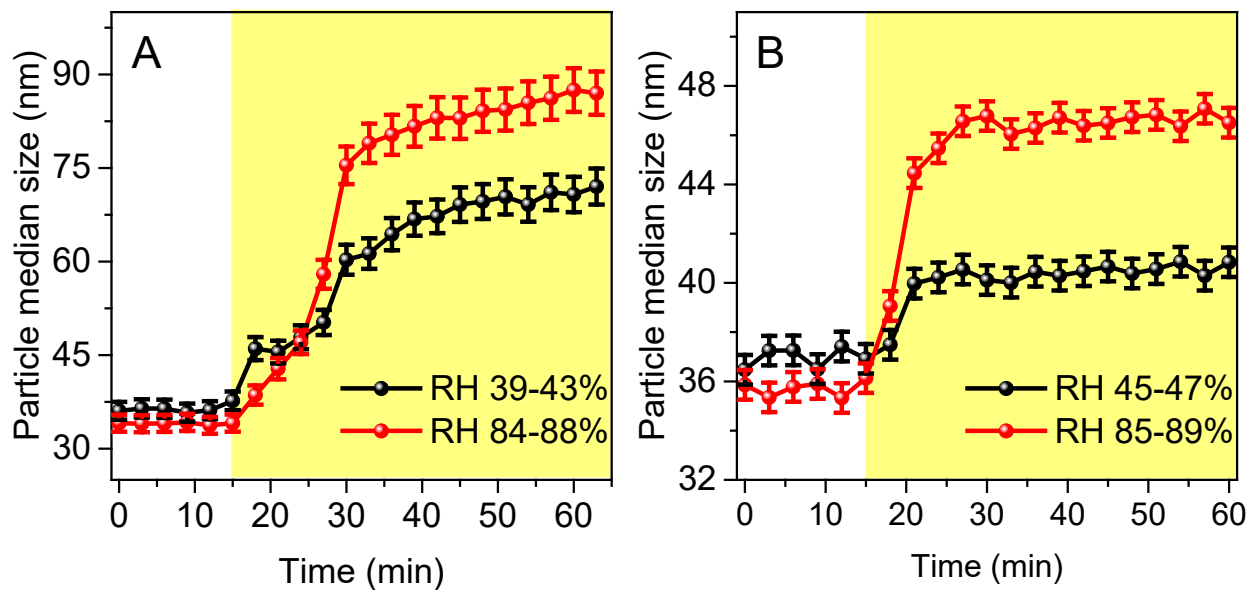 A
Particle median size (nm)
90
75
60
45
30
RH 39-43%
RH 84-88%
0 10 20 30 40 50 60
Time (min)
B
Particle median size (nm)
48
44
40
36
32
RH 45-47%
RH 85-89%
0 10 20 30 40 50 60
Time (min)